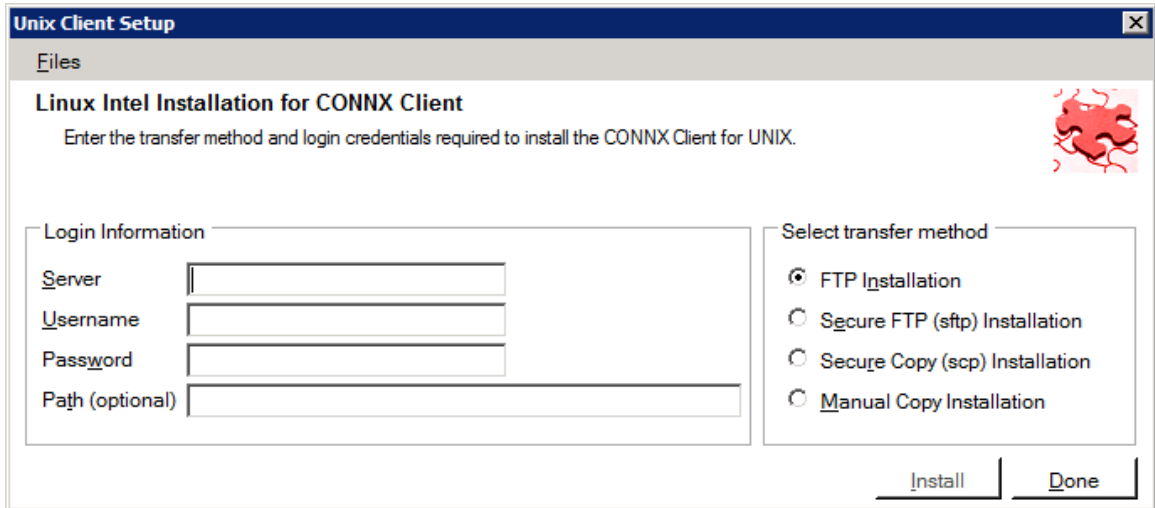 Unix Client Setup
Files
Linux Intel Installation for CONNX Client
Enter the transfer method and login credentials required to install the CONNX Client for UNIX.
Login Information
Server
Username
Password
Path (optional)
Select transfer method
FTP Installation
Secure FTP (sftp) Installation
Secure Copy (scp) Installation
Manual Copy Installation
Install
Done